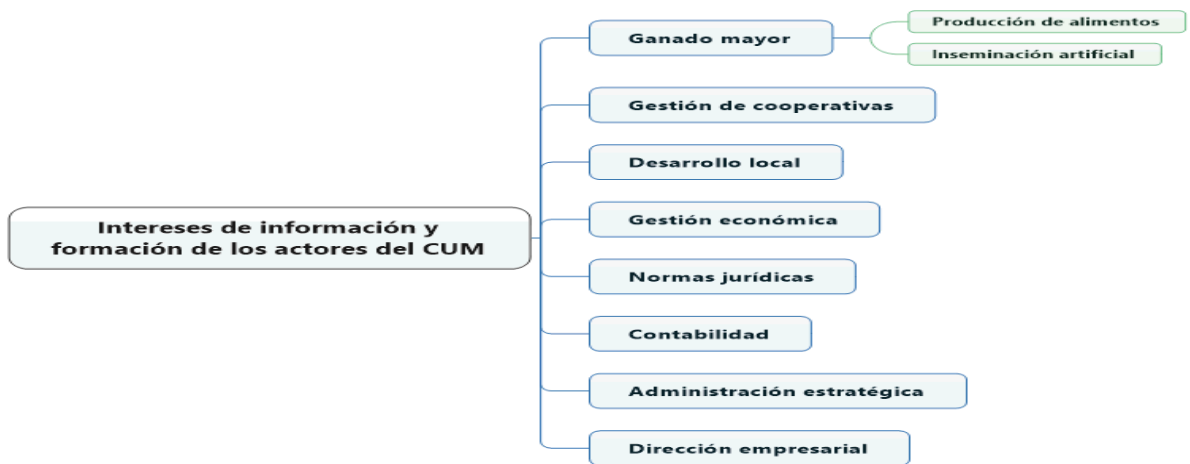 Intereses de información y
formación de los actores del CUM
Ganado mayor
Producción de alimentos
Inseminación artificial
Gestión de cooperativas
Desarrollo local
Gestión económica
Normas jurídicas
Contabilidad
Administración estratégica
Dirección empresarial